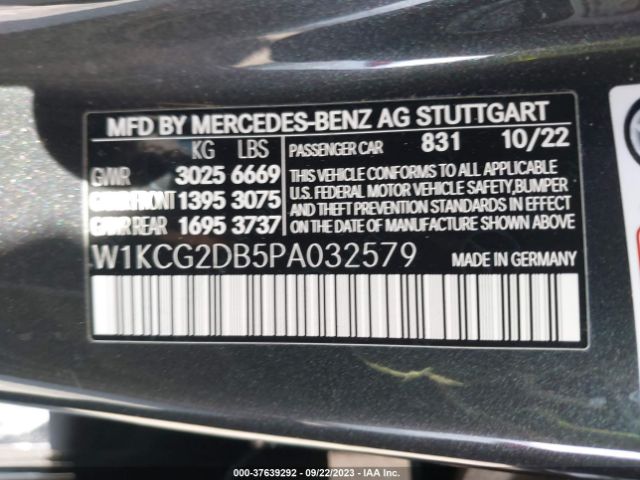 MFD BY MERCEDES-BENZ AG STUTTGART
KG LBS PASSENGER CAR 831 10/22
GVWR 3025 6669
GAWR FRONT 1395 3075
GAWR REAR 1695 3737
THIS VEHICLE CONFORMS TO ALL APPLICABLE
U.S. FEDERAL MOTOR VEHICLE SAFETY, BUMPER
AND THEFT PREVENTION STANDARDS IN EFFECT
ON THE DATE OF MANUFACTURE SHOWN ABOVE.
W1KCG2DB5PA032579 MADE IN GERMANY
000-37639292 - 09/22/2023 - IAA Inc.